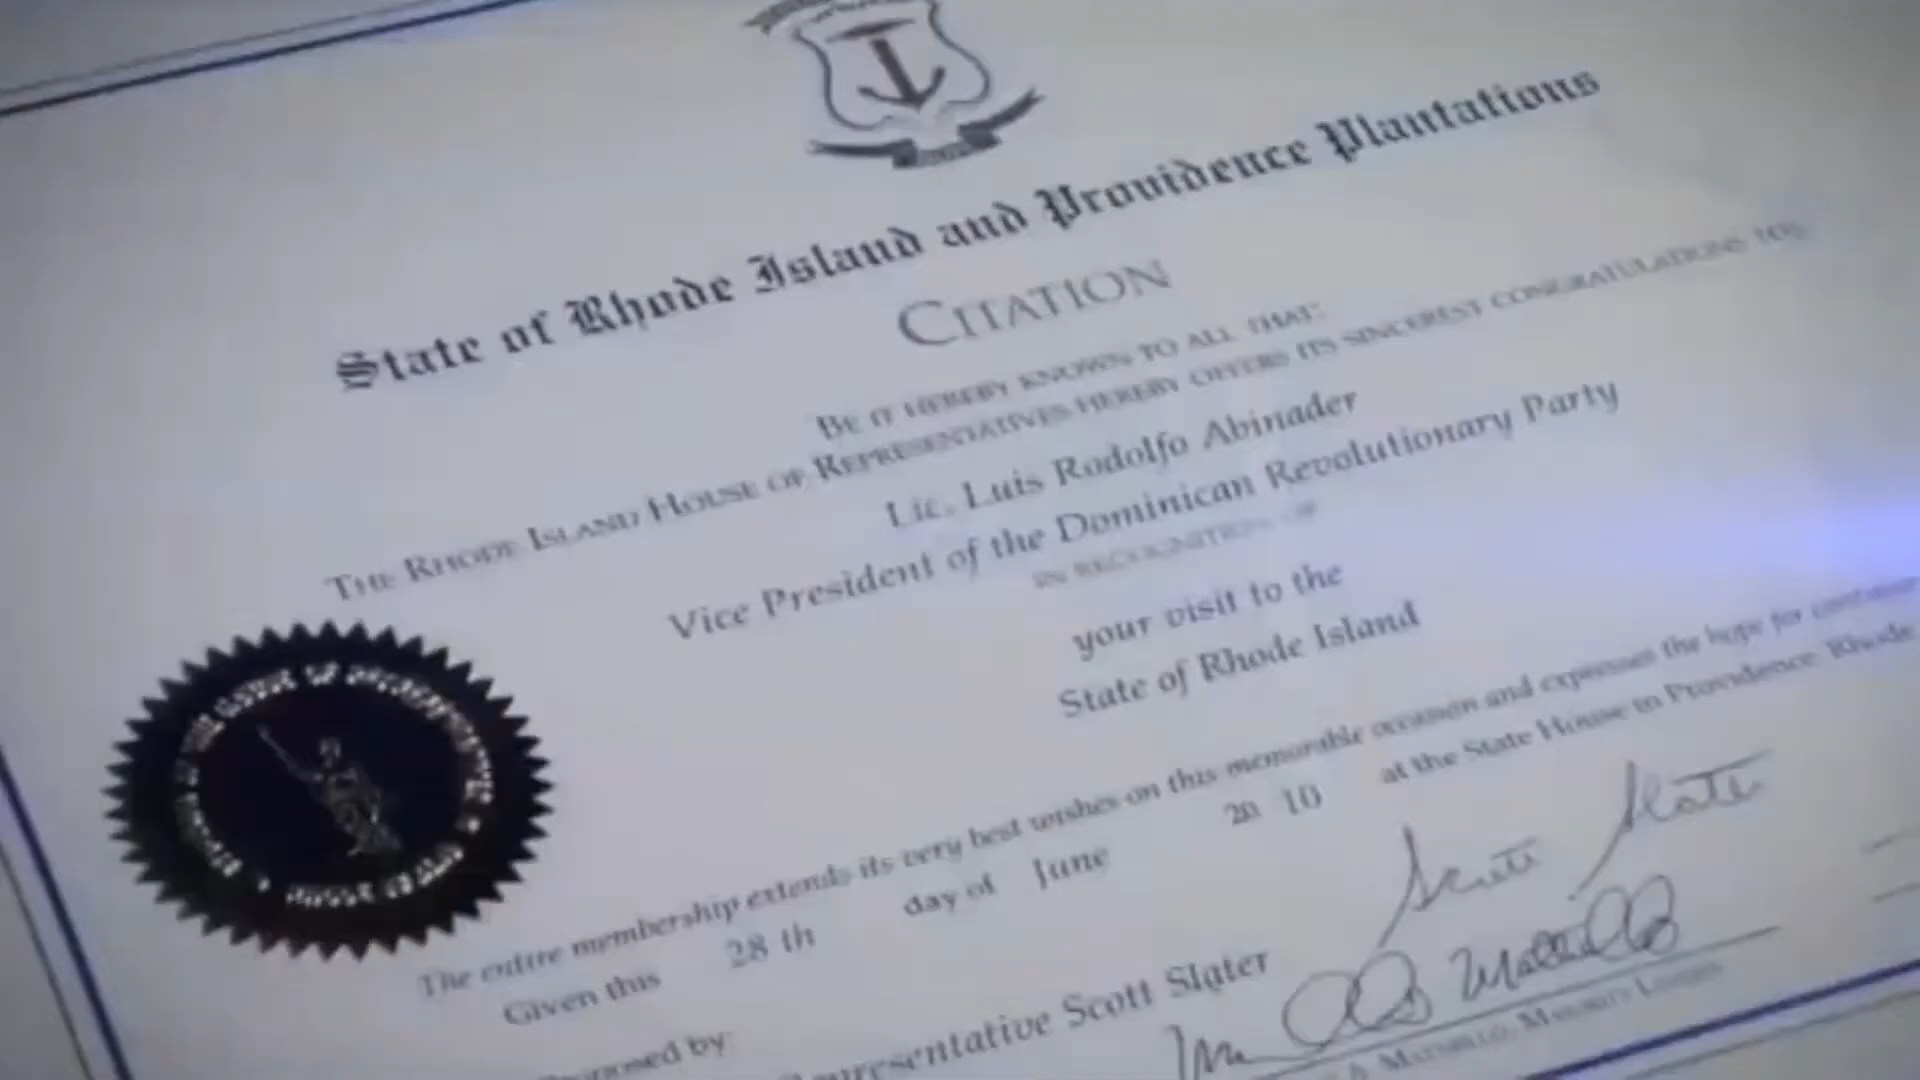 State of Rhode Island and Providence Plantations
CITATION
BE IT HEREBY KNOWN TO ALL THAT:
THE RHODE ISLAND HOUSE OF REPRESENTATIVES HEREBY OFFERS ITS SINCEREST CONGRATULATIONS TO:
Lic. Luis Rodolfo Abinader
Vice President of the Dominican Revolutionary Party
IN RECOGNITION OF
your visit to the
State of Rhode Island
The entire membership extends its very best wishes on this memorable occasion and expresses the hope for
Given this 28 th day of June 20 10 at the State House in Providence, Rhode
by:
Scott Slater